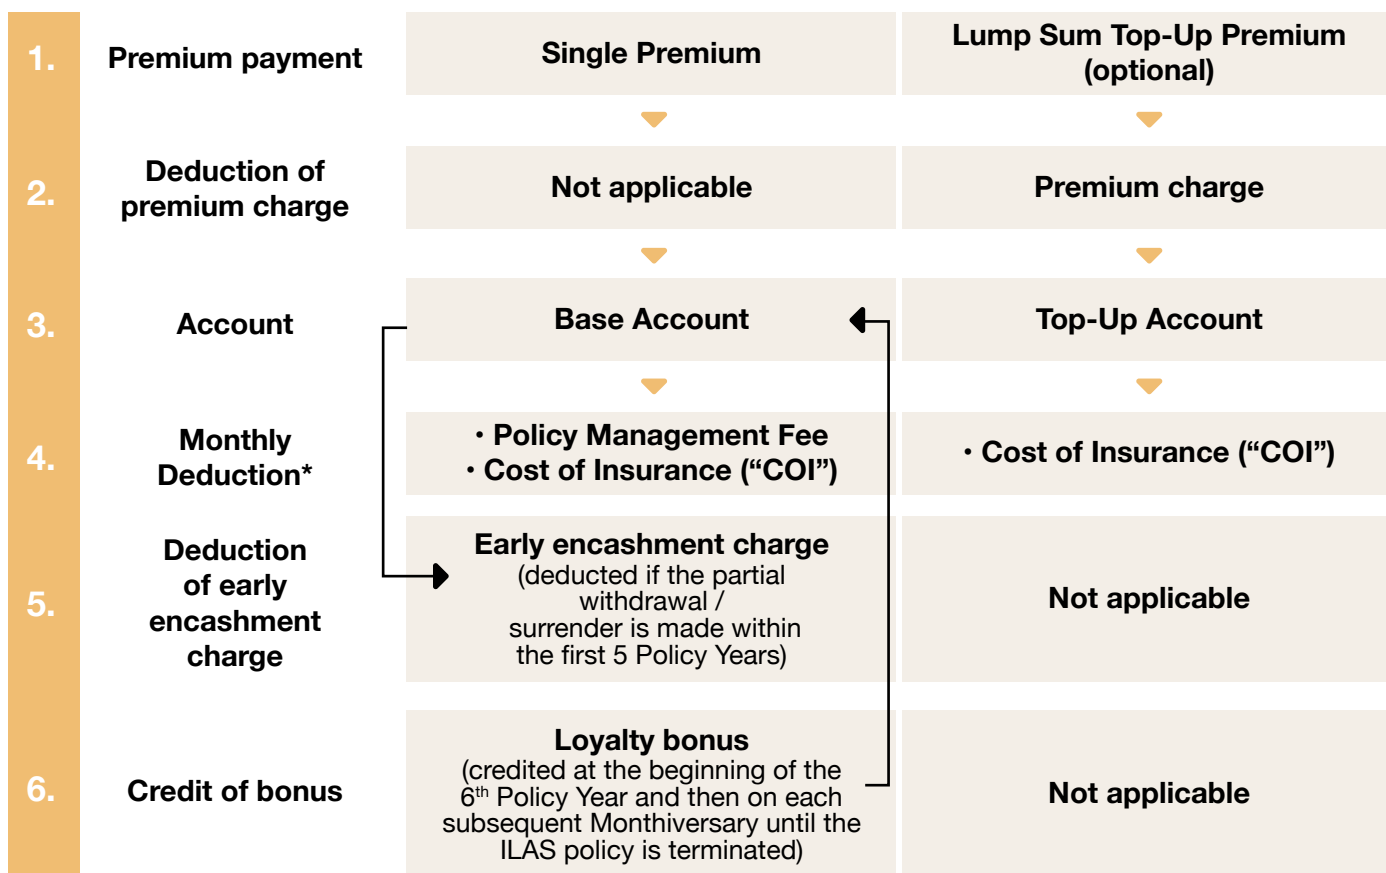 1.
Premium payment
Single Premium
Lump Sum Top-Up Premium
(optional)
2.
Deduction of
premium charge
Not applicable
Premium charge
3.
Account
Base Account
Top-Up Account
4.
Monthly
Deduction*
• Policy Management Fee
• Cost of Insurance (“COI”)
• Cost of Insurance (“COI”)
5.
Deduction
of early
encashment
charge
Early encashment charge
(deducted if the partial
withdrawal /
surrender is made within
the first 5 Policy Years)
Not applicable
6.
Credit of bonus
Loyalty bonus
(credited at the beginning of the
6th Policy Year and then on each
subsequent Monthiversary until the
ILAS policy is terminated)
Not applicable